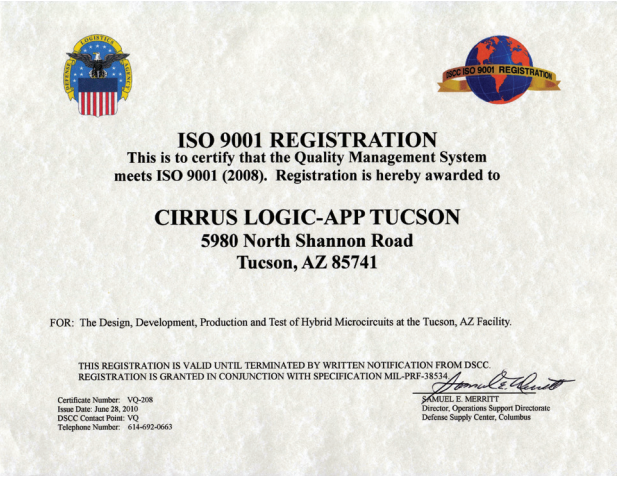 DEFENSE LOGISTICS AGENCY
DSCC ISO 9001 REGISTRATION
ISO 9001 REGISTRATION
This is to certify that the Quality Management System
meets ISO 9001 (2008). Registration is hereby awarded to
CIRRUS LOGIC-APP TUCSON
5980 North Shannon Road
Tucson, AZ 85741
FOR: The Design, Development, Production and Test of Hybrid Microcircuits at the Tucson, AZ Facility.
THIS REGISTRATION IS VALID UNTIL TERMINATED BY WRITTEN NOTIFICATION FROM DSCC.
REGISTRATION IS GRANTED IN CONJUNCTION WITH SPECIFICATION MIL-PRF-38534
Certificate Number: VQ-208
Issue Date: June 28, 2010
DSCC Contact Point: VQ
Telephone Number: 614-692-0663
Samuel E. Merritt
SAMUEL E. MERRITT
Director, Operations Support Directorate
Defense Supply Center, Columbus